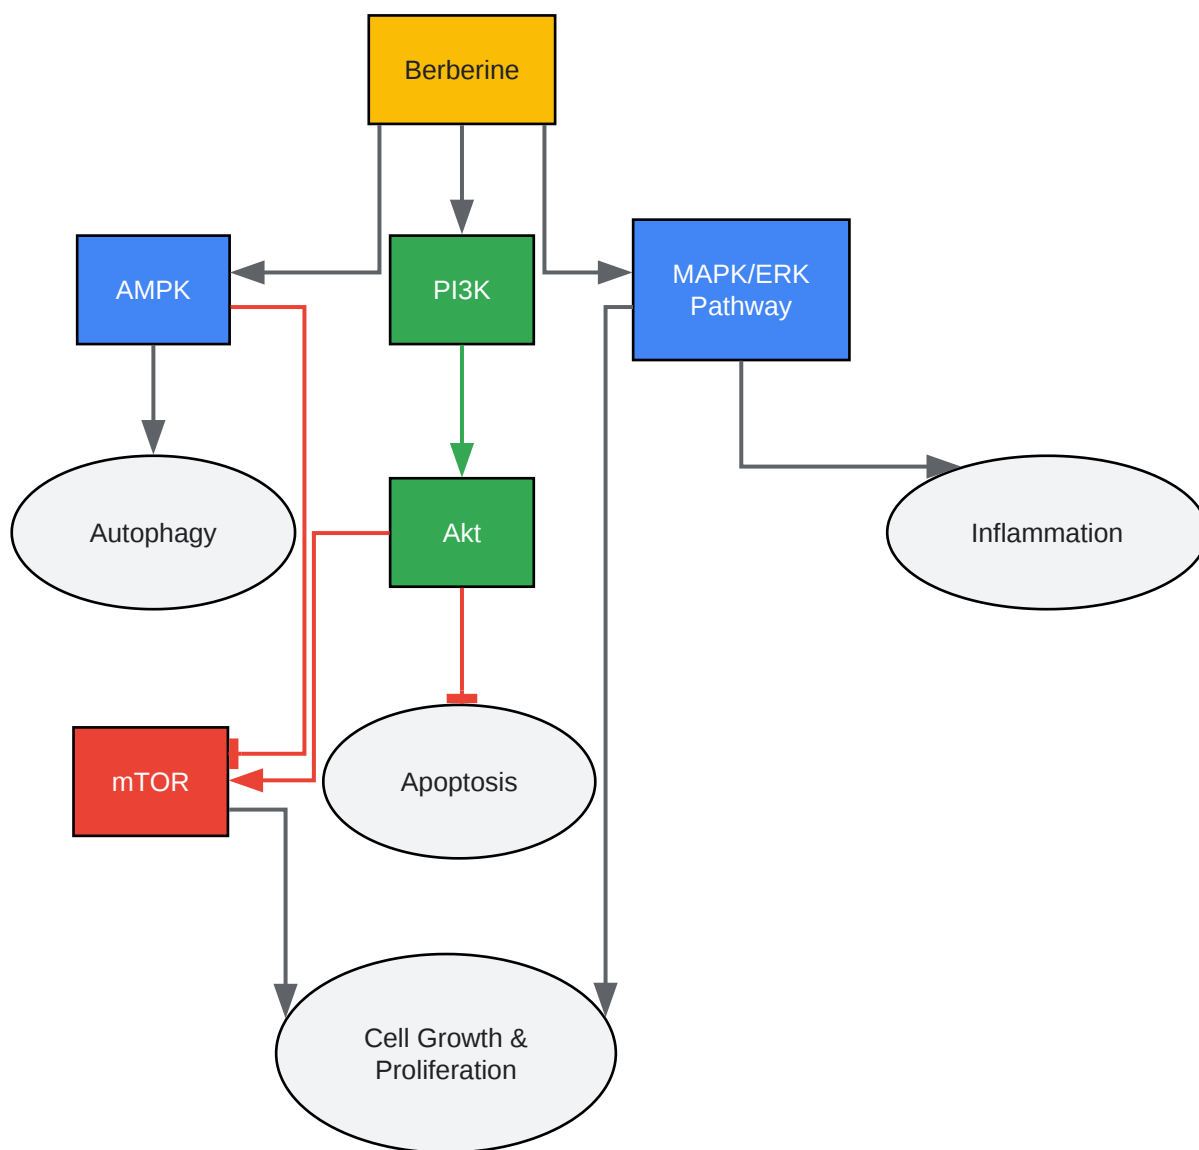 Berberine
AMPK
PI3K
MAPK/ERK
Pathway
Autophagy
Akt
Inflammation
mTOR
Apoptosis
Cell Growth &
Proliferation